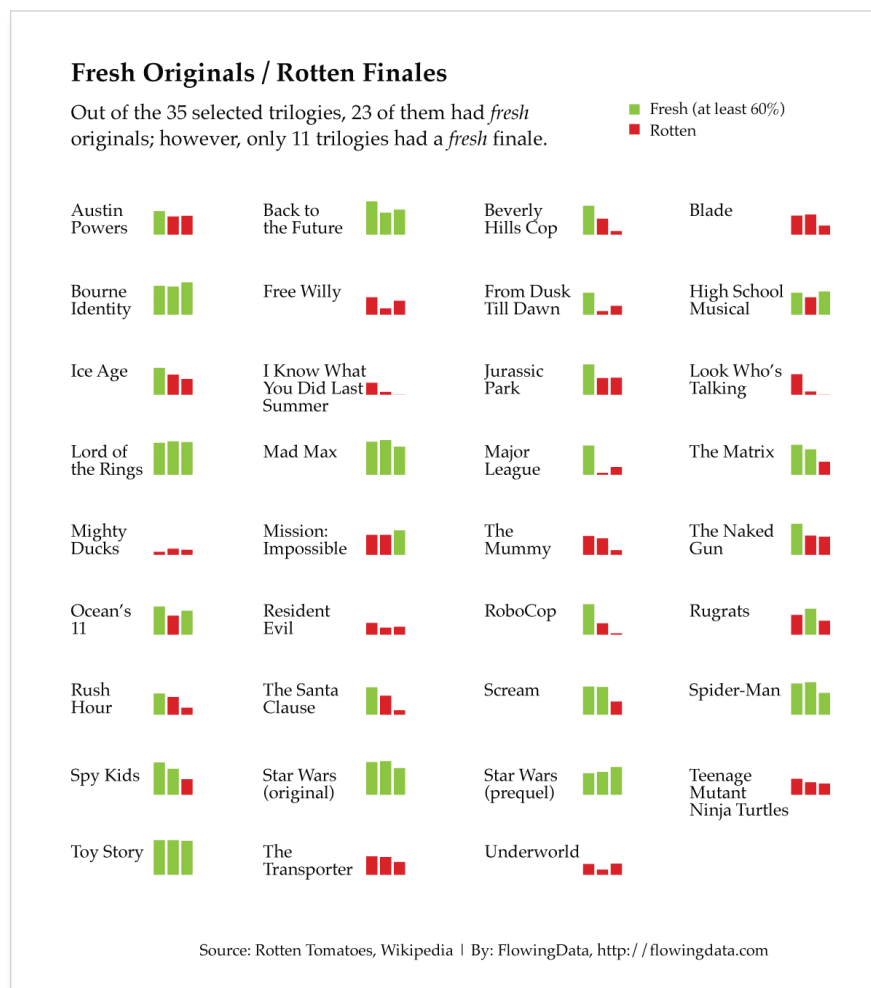 Fresh Originals / Rotten Finales
Out of the 35 selected trilogies, 23 of them had fresh
originals; however, only 11 trilogies had a fresh finale.
Fresh (at least 60%)
Rotten
Austin
Powers
Back to
the Future
Beverly
Hills Cop
Blade
Bourne
Identity
Free Willy
From Dusk
Till Dawn
High School
Musical
Ice Age
I Know What
You Did Last
Summer
Jurassic
Park
Look Who's
Talking
Lord of
the Rings
Mad Max
Major
League
The Matrix
Mighty
Ducks
Mission:
Impossible
The
Mummy
The Naked
Gun
Ocean's
11
Resident
Evil
RoboCop
Rugrats
Rush
Hour
The Santa
Clause
Scream
Spider-Man
Spy Kids
Star Wars
(original)
Star Wars
(prequel)
Teenage
Mutant
Ninja Turtles
Toy Story
The
Transporter
Underworld
Source: Rotten Tomatoes, Wikipedia | By: FlowingData, http://flowingdata.com